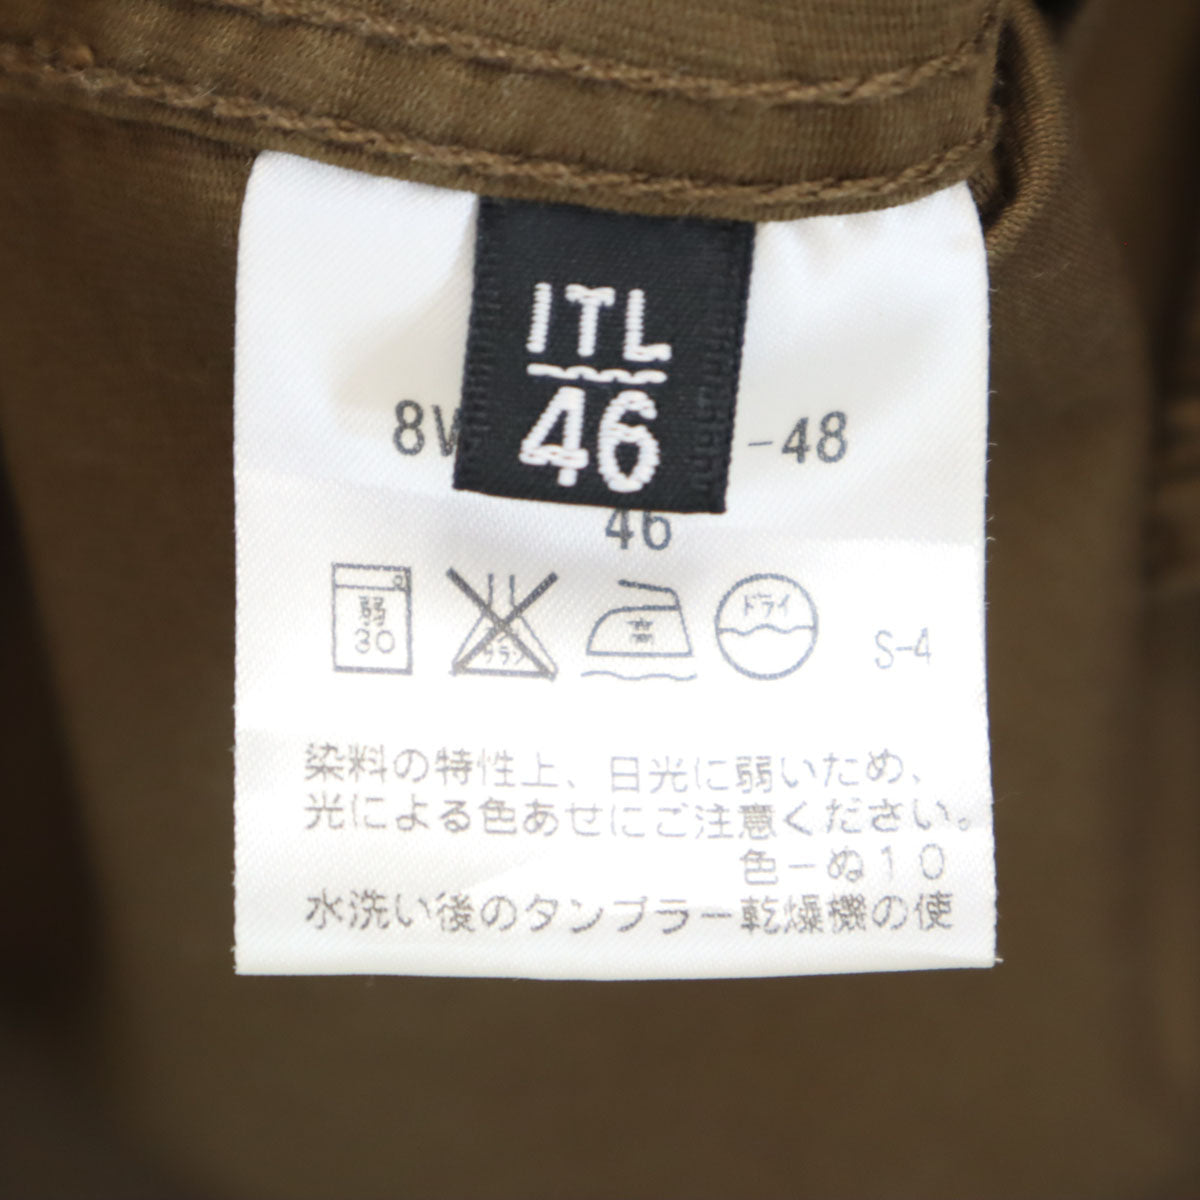 ITL
46
8W -48
46
弱
30
サラシ
高
ドライ
S-4
染料の特性上、日光に弱いため、
光による色あせにご注意ください。
色－ぬ10
水洗い後のタンブラー乾燥機の使